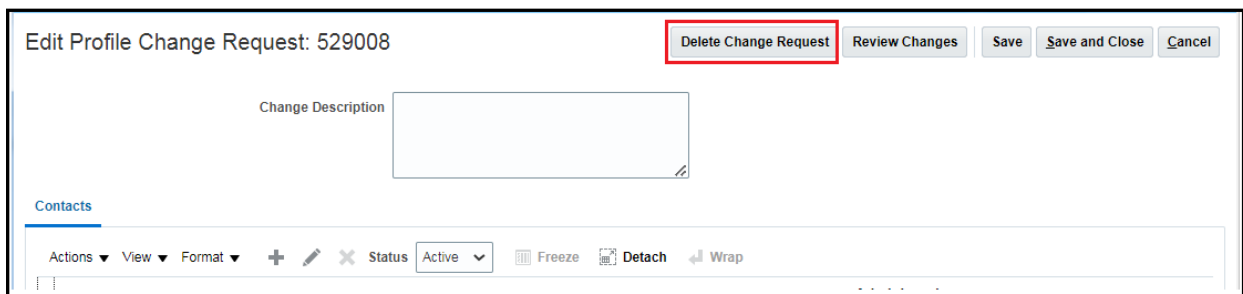 Edit Profile Change Request: 529008
Delete Change Request Review Changes Save Save and Close Cancel
Change Description
Contacts
Actions View Format Status Active Freeze Detach Wrap